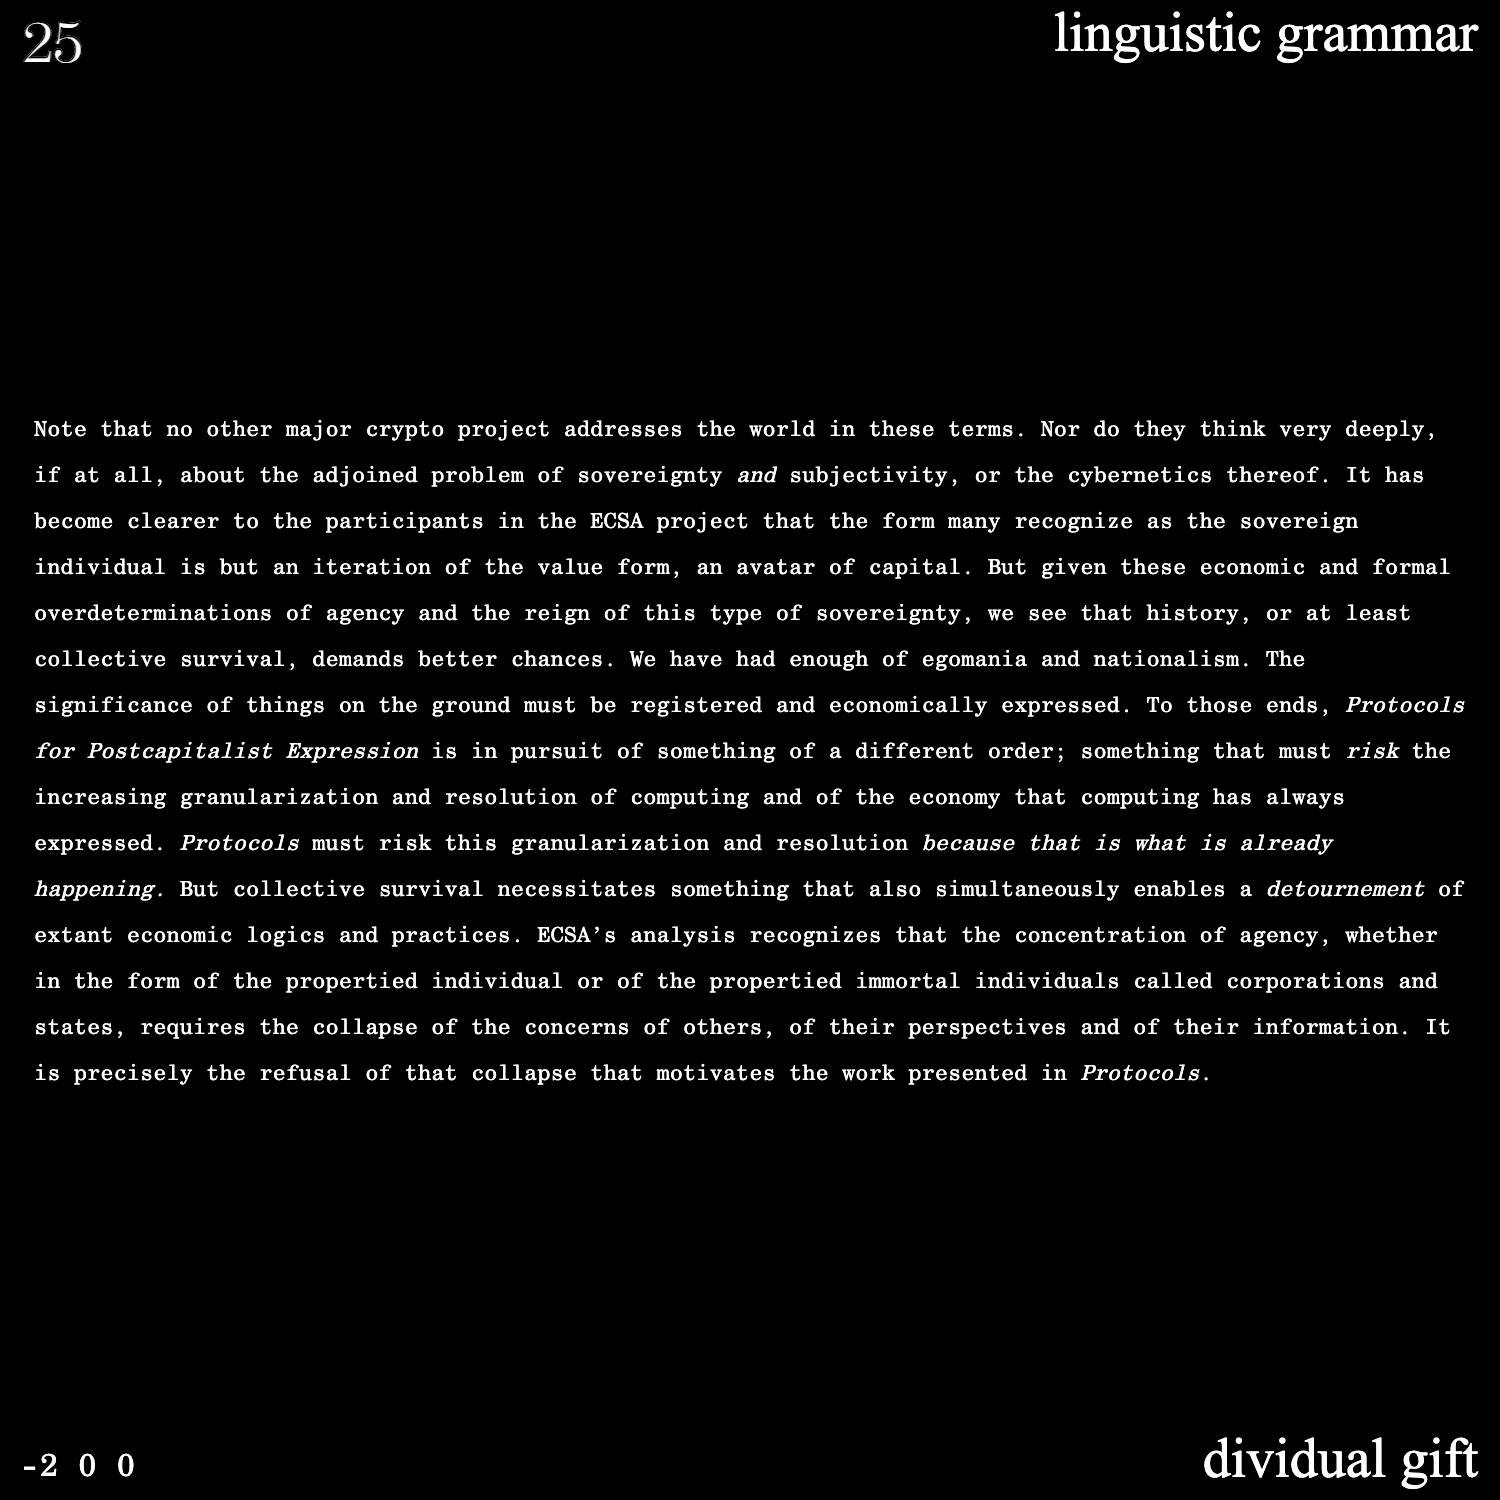 25
linguistic grammar
Note that no other major crypto project addresses the world in these terms. Nor do they think very deeply,
if at all, about the adjoined problem of sovereignty and subjectivity, or the cybernetics thereof. It has
become clearer to the participants in the ECSA project that the form many recognize as the sovereign
individual is but an iteration of the value form, an avatar of capital. But given these economic and formal
overdeterminations of agency and the reign of this type of sovereignty, we see that history, or at least
collective survival, demands better chances. We have had enough of egomania and nationalism. The
significance of things on the ground must be registered and economically expressed. To those ends, Protocols
for Postcapitalist Expression is in pursuit of something of a different order; something that must risk the
increasing granularization and resolution of computing and of the economy that computing has always
expressed. Protocols must risk this granularization and resolution because that is what is already
happening. But collective survival necessitates something that also simultaneously enables a detournement of
extant economic logics and practices. ECSA’s analysis recognizes that the concentration of agency, whether
in the form of the propertied individual or of the propertied immortal individuals called corporations and
states, requires the collapse of the concerns of others, of their perspectives and of their information. It
is precisely the refusal of that collapse that motivates the work presented in Protocols.
-2 0 0
dividual gift